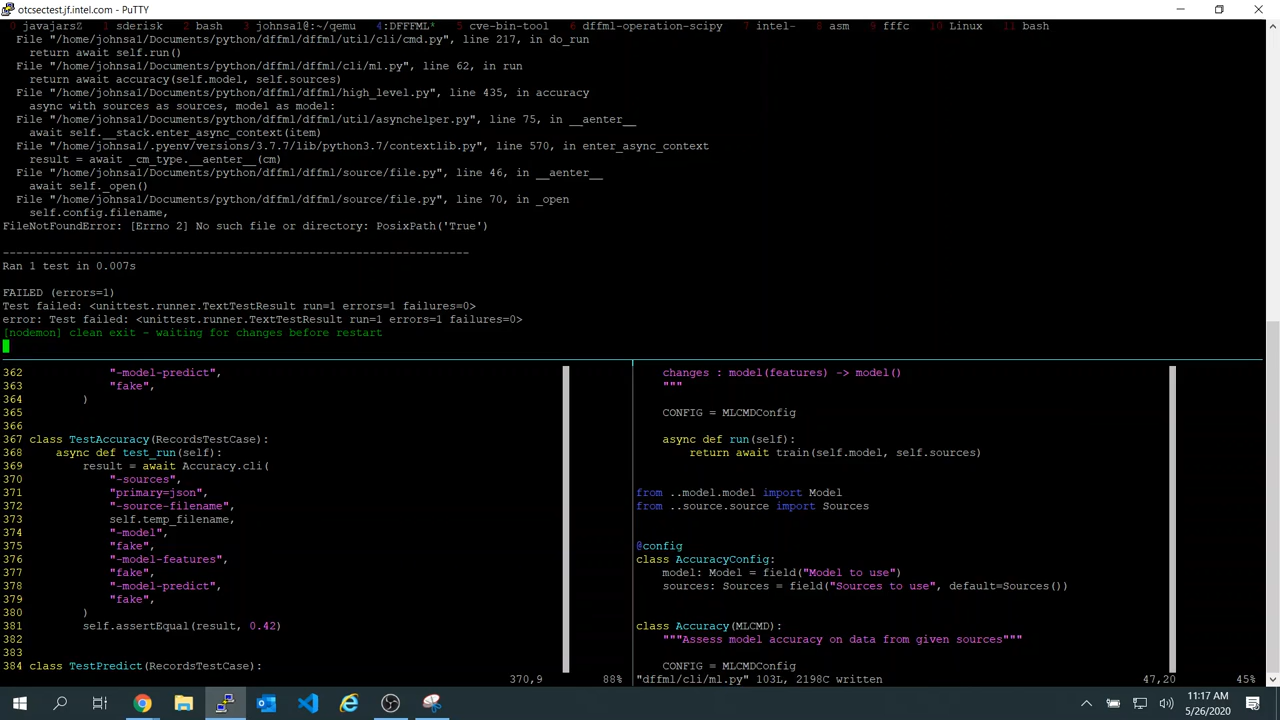 otcsectest.jf.intel.com - PuTTY
0 javajarsZ 1 sderisk 2 bash 3 johnsa1@:~/qemu 4:DFFFML* 5 cve-bin-tool 6 dffml-operation-scipy 7 intel- 8 asm 9 fffc 10 Linux 11 bash
File "/home/johnsa1/Documents/python/dffml/dffml/util/cli/cmd.py", line 217, in do_run
return await self.run()
File "/home/johnsa1/Documents/python/dffml/dffml/cli/ml.py", line 62, in run
return await accuracy(self.model, self.sources)
File "/home/johnsa1/Documents/python/dffml/dffml/high_level.py", line 435, in accuracy
async with sources as sources, model as model:
File "/home/johnsa1/Documents/python/dffml/dffml/util/asynchelper.py", line 75, in __aenter__
await self.__stack.enter_async_context(item)
File "/home/johnsa1/.pyenv/versions/3.7.7/lib/python3.7/contextlib.py", line 570, in enter_async_context
result = await _cm_type.__aenter__(cm)
File "/home/johnsa1/Documents/python/dffml/dffml/source/file.py", line 46, in __aenter__
await self._open()
File "/home/johnsa1/Documents/python/dffml/dffml/source/file.py", line 70, in _open
self.config.filename,
FileNotFoundError: [Errno 2] No such file or directory: PosixPath('True')
----------------------------------------------------------------------
Ran 1 test in 0.007s
FAILED (errors=1)
Test failed: <unittest.runner.TextTestResult run=1 errors=1 failures=0>
error: Test failed: <unittest.runner.TextTestResult run=1 errors=1 failures=0>
[nodemon] clean exit - waiting for changes before restart
362 "-model-predict",
363 "fake",
364 )
365
366
367 class TestAccuracy(RecordsTestCase):
368 async def test_run(self):
369 result = await Accuracy.cli(
370 "-sources",
371 "primary=json",
372 "-source-filename",
373 self.temp_filename,
374 "-model",
375 "fake",
376 "-model-features",
377 "fake",
378 "-model-predict",
379 "fake",
380 )
381 self.assertEqual(result, 0.42)
382
383
384 class TestPredict(RecordsTestCase):
370,9 88%
changes : model(features) -> model()
"""
CONFIG = MLCMDConfig
async def run(self):
return await train(self.model, self.sources)
from ..model.model import Model
from ..source.source import Sources
@config
class AccuracyConfig:
model: Model = field("Model to use")
sources: Sources = field("Sources to use", default=Sources())
class Accuracy(MLCMD):
"""Assess model accuracy on data from given sources"""
CONFIG = MLCMDConfig
"dffml/cli/ml.py" 103L, 2198C written 47,20 45%
11:17 AM
5/26/2020